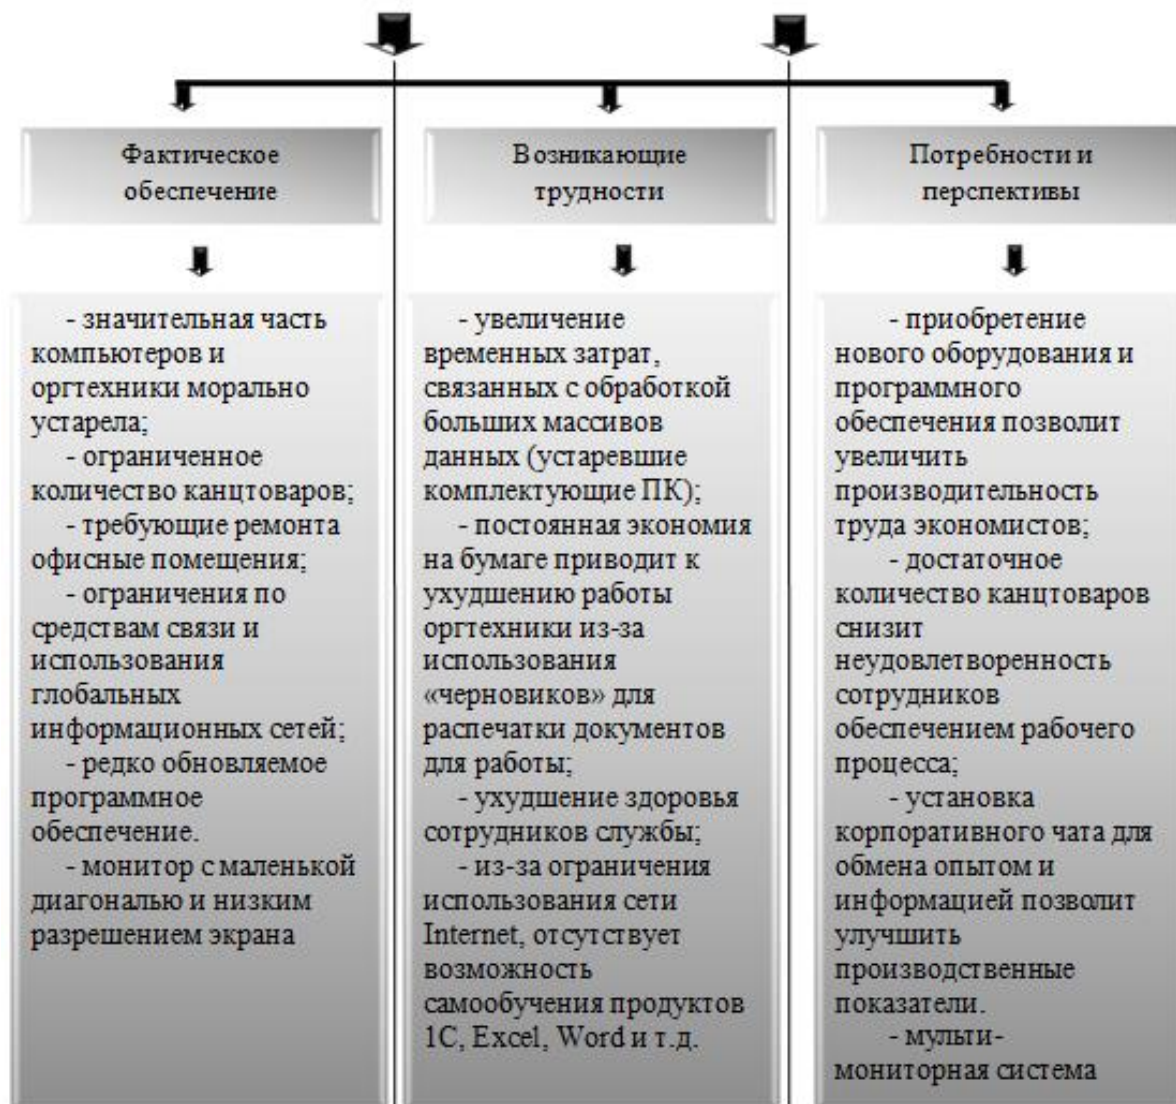 Фактическое
обеспечение
- значительная часть
компьютеров и
оргтехники морально
устарела;
- ограниченное
количество канцтоваров;
- требующие ремонта
офисные помещения;
- ограничения по
средствам связи и
использования
глобальных
информационных сетей;
- редко обновляемое
программное
обеспечение.
- монитор с маленькой
диагональю и низким
разрешением экрана
Возникающие
трудности
- увеличение
временных затрат,
связанных с обработкой
больших массивов
данных (устаревшие
комплектующие ПК);
- постоянная экономия
на бумаге приводит к
ухудшению работы
оргтехники из-за
использования
«черновиков» для
распечатки документов
для работы;
- ухудшение здоровья
сотрудников службы;
- из-за ограничения
использования сети
Internet, отсутствует
возможность
самообучения продуктов
1С, Excel, Word и т.д.
Потребности и
перспективы
- приобретение
нового оборудования и
программного
обеспечения позволит
увеличить
производительность
труда экономистов;
- достаточное
количество канцтоваров
снизит
неудовлетворенность
сотрудников
обеспечением рабочего
процесса;
- установка
корпоративного чата для
обмена опытом и
информацией позволит
улучшить
производственные
показатели.
- мульти-
мониторная система